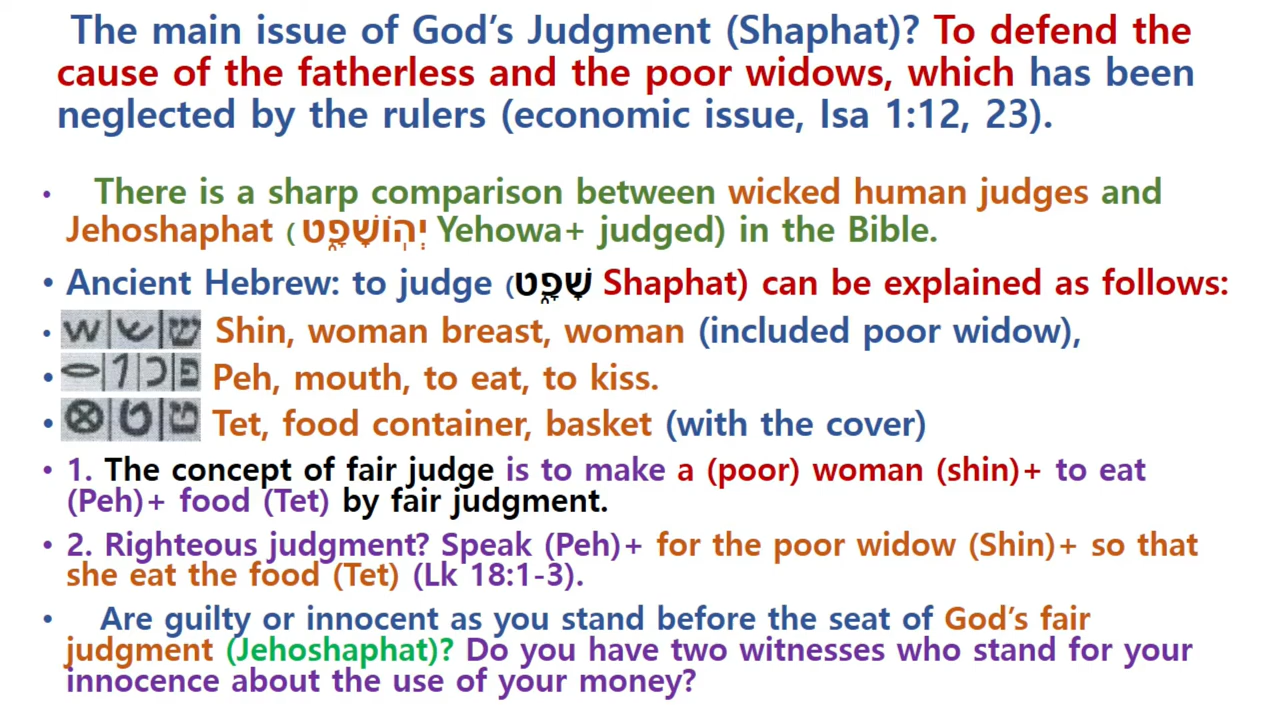 The main issue of God's Judgment (Shaphat)? To defend the
cause of the fatherless and the poor widows, which has been
neglected by the rulers (economic issue, Isa 1:12, 23).
• There is a sharp comparison between wicked human judges and
Jehoshaphat (יְהוֹשָׁפָט Yehowa+ judged) in the Bible.
• Ancient Hebrew: to judge (שָׁפַט Shaphat) can be explained as follows:
• Shin, woman breast, woman (included poor widow),
• Peh, mouth, to eat, to kiss.
• Tet, food container, basket (with the cover)
• 1. The concept of fair judge is to make a (poor) woman (shin)+ to eat
(Peh)+ food (Tet) by fair judgment.
• 2. Righteous judgment? Speak (Peh)+ for the poor widow (Shin)+ so that
she eat the food (Tet) (Lk 18:1-3).
• Are guilty or innocent as you stand before the seat of God's fair
judgment (Jehoshaphat)? Do you have two witnesses who stand for your
innocence about the use of your money?